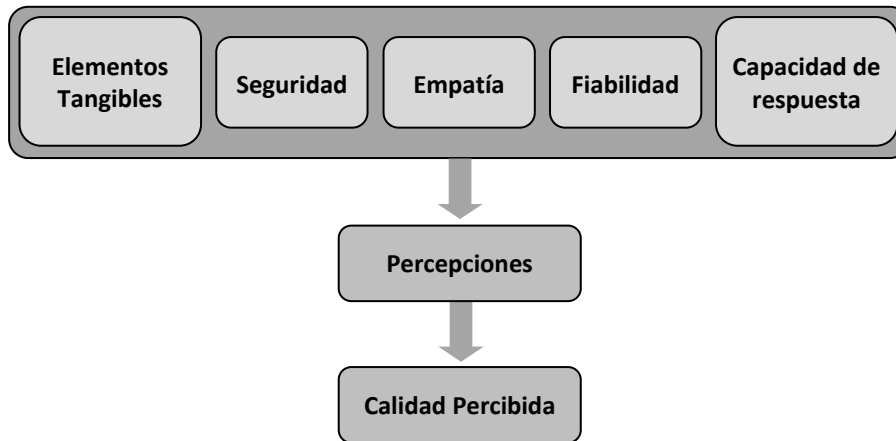 Elementos
Tangibles
Seguridad
Empatía
Fiabilidad
Capacidad de
respuesta
Percepciones
Calidad Percibida